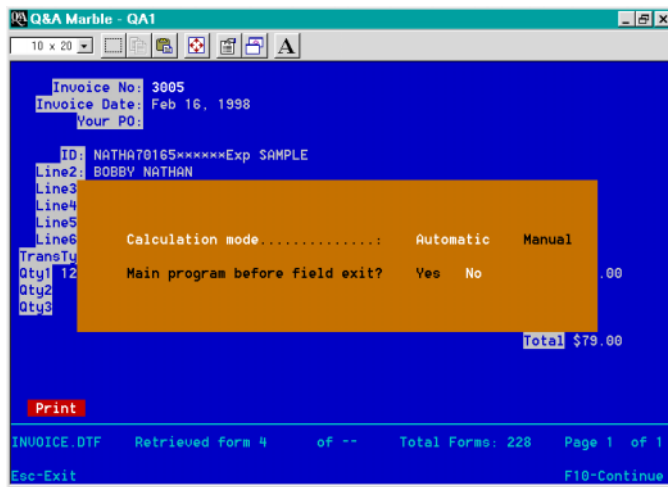 Q&A Marble - QA1
10 x 20
A
Invoice No: 3005
Invoice Date: Feb 16, 1998
Your PO:
ID: NATHA70165××××××Exp SAMPLE
Line2: BOBBY NATHAN
Line3
Line4
Line5
Line6
Calculation mode..............: Automatic Manual
TransTy
Qty1 12 Main program before field exit? Yes No .00
Qty2
Qty3
Total $79.00
Print
INVOICE.DTF Retrieved form 4 of -- Total Forms: 228 Page 1 of 1
Esc-Exit F10-Continue